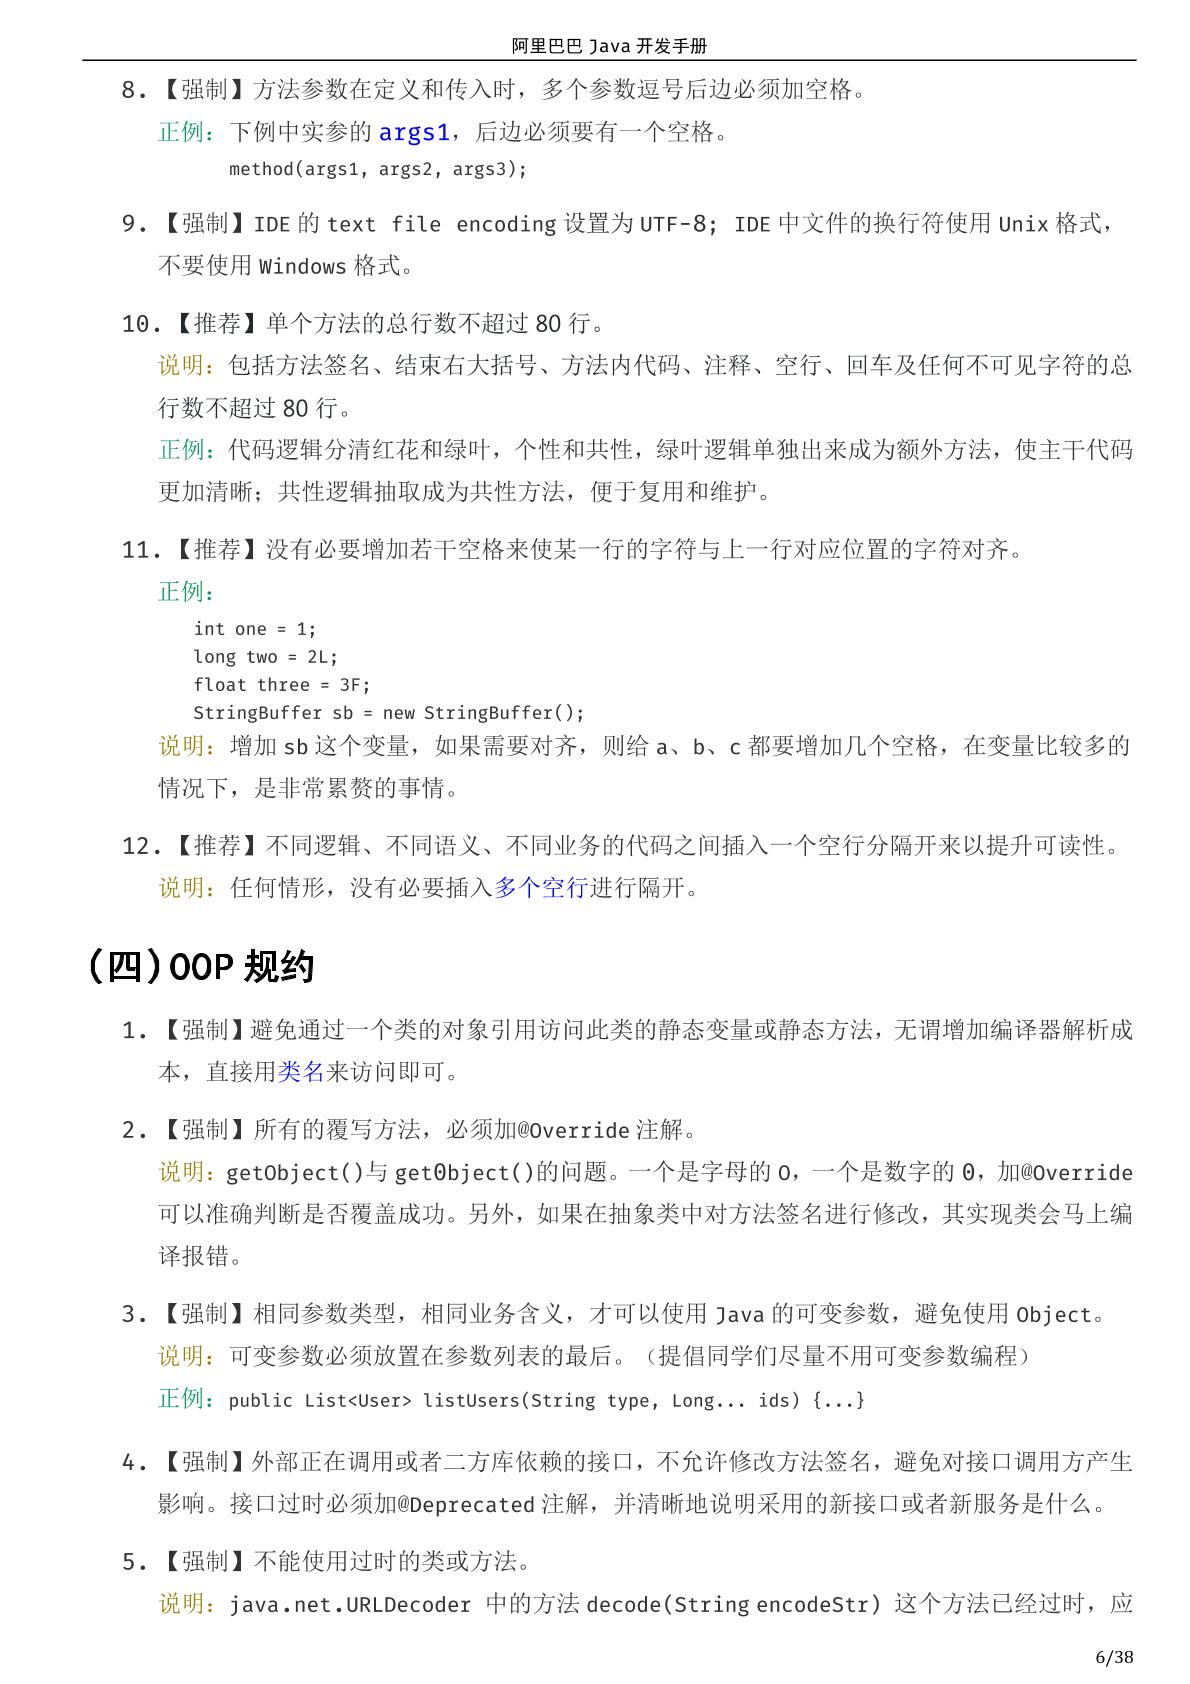 阿里巴巴 Java 开发手册
8. 【强制】方法参数在定义和传入时，多个参数逗号后边必须加空格。
正例：下例中实参的 args1，后边必须要有一个空格。
method(args1, args2, args3);
9. 【强制】IDE 的 text file encoding 设置为 UTF-8; IDE 中文件的换行符使用 Unix 格式，
不要使用 Windows 格式。
10. 【推荐】单个方法的总行数不超过 80 行。
说明：包括方法签名、结束右大括号、方法内代码、注释、空行、回车及任何不可见字符的总
行数不超过 80 行。
正例：代码逻辑分清红花和绿叶，个性和共性，绿叶逻辑单独出来成为额外方法，使主干代码
更加清晰；共性逻辑抽取成为共性方法，便于复用和维护。
11. 【推荐】没有必要增加若干空格来使某一行的字符与上一行对应位置的字符对齐。
正例：
int one = 1;
long two = 2L;
float three = 3F;
StringBuffer sb = new StringBuffer();
说明：增加 sb 这个变量，如果需要对齐，则给 a、b、c 都要增加几个空格，在变量比较多的
情况下，是非常累赘的事情。
12. 【推荐】不同逻辑、不同语义、不同业务的代码之间插入一个空行分隔开来以提升可读性。
说明：任何情形，没有必要插入多个空行进行隔开。
(四) OOP 规约
1. 【强制】避免通过一个类的对象引用访问此类的静态变量或静态方法，无谓增加编译器解析成
本，直接用类名来访问即可。
2. 【强制】所有的覆写方法，必须加@Override 注解。
说明：getObject()与 get0bject()的问题。一个是字母的 O，一个是数字的 0，加@Override
可以准确判断是否覆盖成功。另外，如果在抽象类中对方法签名进行修改，其实现类会马上编
译报错。
3. 【强制】相同参数类型，相同业务含义，才可以使用 Java 的可变参数，避免使用 Object。
说明：可变参数必须放置在参数列表的最后。（提倡同学们尽量不用可变参数编程）
正例：public List<User> listUsers(String type, Long... ids) {...}
4. 【强制】外部正在调用或者二方库依赖的接口，不允许修改方法签名，避免对接口调用方产生
影响。接口过时必须加@Deprecated 注解，并清晰地说明采用的新接口或者新服务是什么。
5. 【强制】不能使用过时的类或方法。
说明：java.net.URLDecoder 中的方法 decode(String encodeStr) 这个方法已经过时，应
6/38